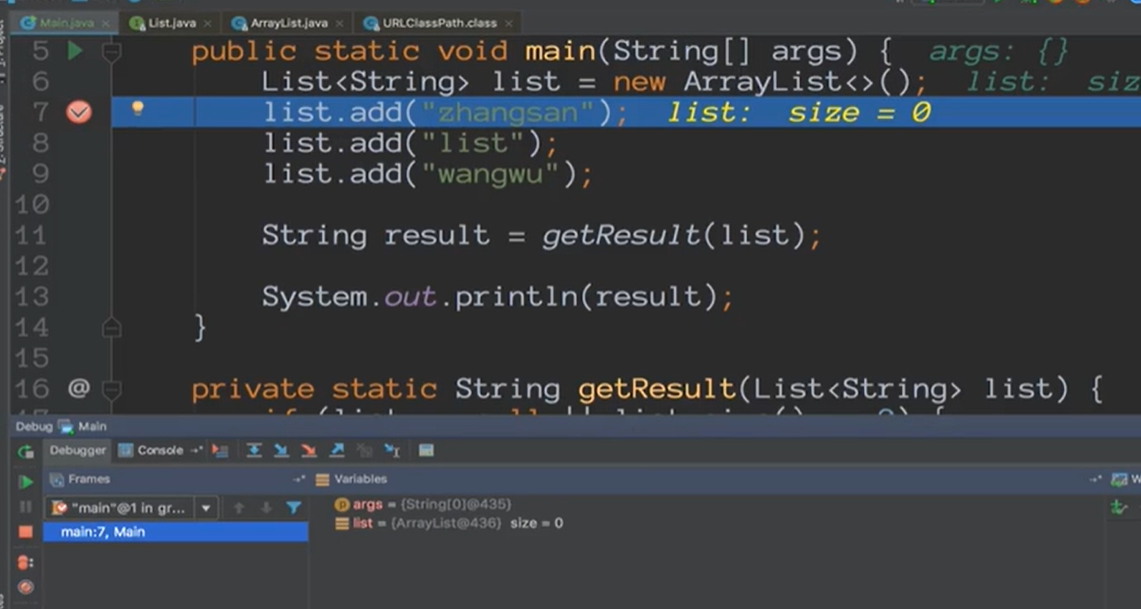 Main.java × List.java × ArrayList.java × URLClassPath.class ×
5 public static void main(String[] args) { args: {}
6 List<String> list = new ArrayList<>(); list: siz
7 list.add("zhangsan"); list: size = 0
8 list.add("list");
9 list.add("wangwu");
10
11 String result = getResult(list);
12
13 System.out.println(result);
14 }
15
16 @ private static String getResult(List<String> list) {
Debug Main
Debugger Console
Frames
Variables
"main"@1 in gr...
main:7, Main
args = {String[0]@435}
list = {ArrayList@436} size = 0